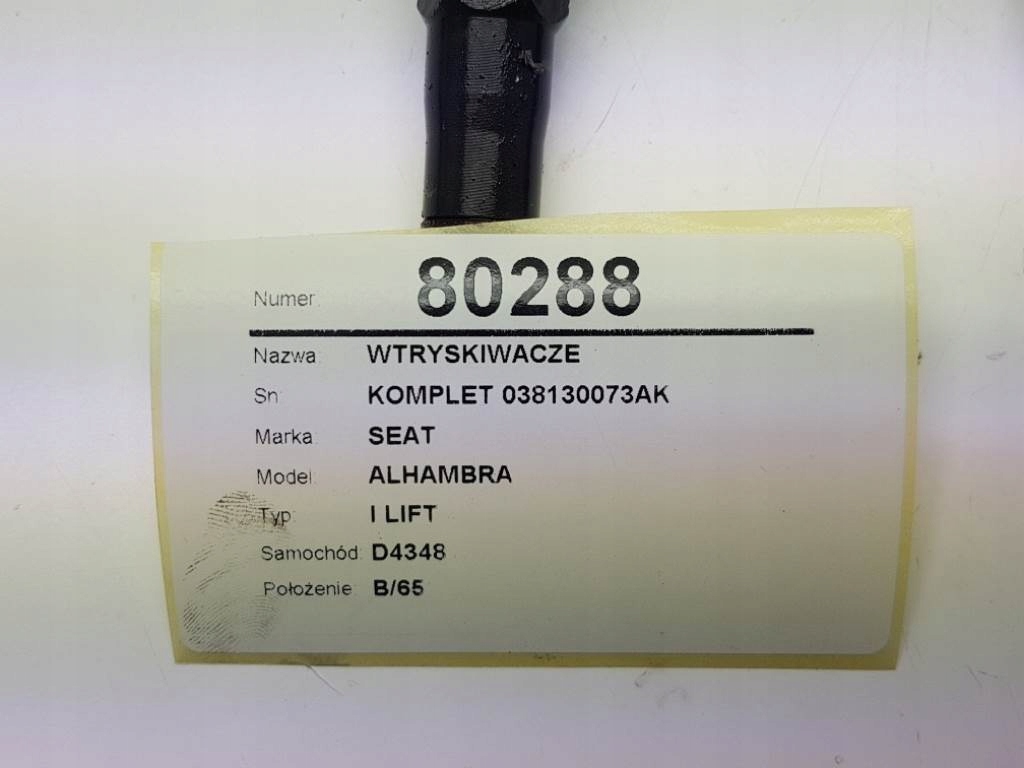 Numer: 80288
Nazwa: WTRYSKIWACZE
Sn: KOMPLET 038130073AK
Marka: SEAT
Model: ALHAMBRA
Typ: I LIFT
Samochód: D4348
Położenie: B/65